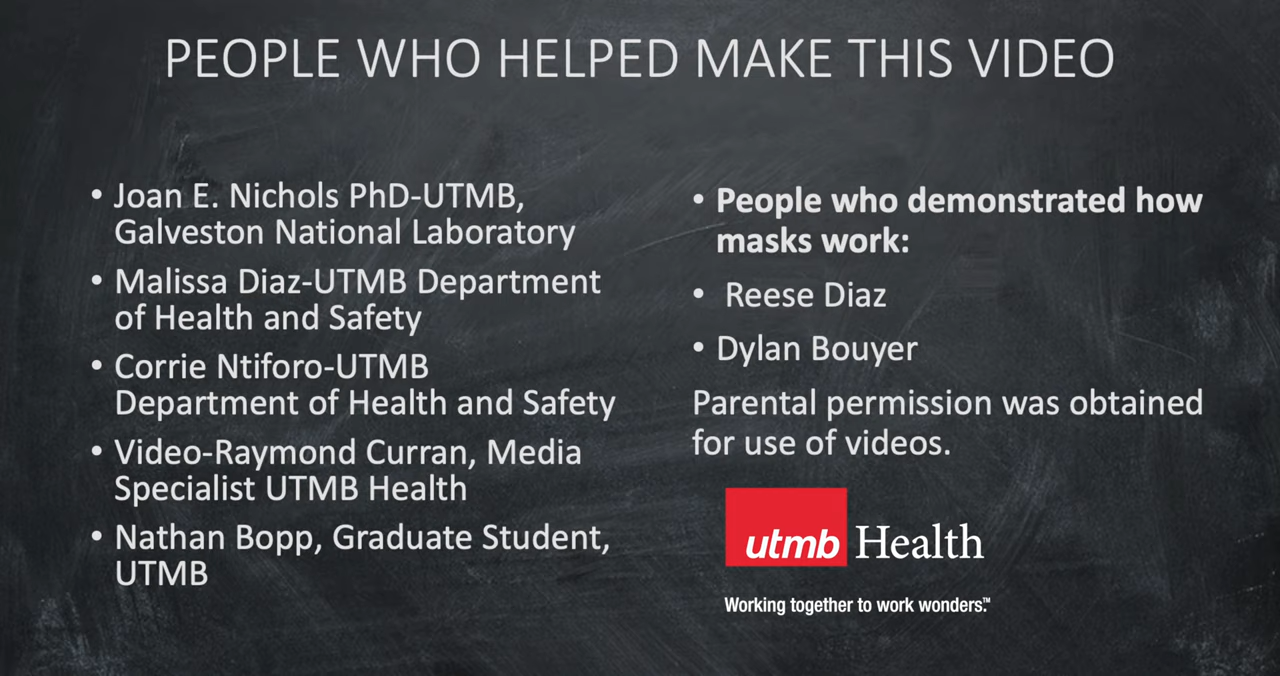 PEOPLE WHO HELPED MAKE THIS VIDEO
• Joan E. Nichols PhD-UTMB,
Galveston National Laboratory
• Malissa Diaz-UTMB Department
of Health and Safety
• Corrie Ntiforo-UTMB
Department of Health and Safety
• Video-Raymond Curran, Media
Specialist UTMB Health
• Nathan Bopp, Graduate Student,
UTMB
• People who demonstrated how
masks work:
• Reese Diaz
• Dylan Bouyer
Parental permission was obtained
for use of videos.
utmb Health
Working together to work wonders.™